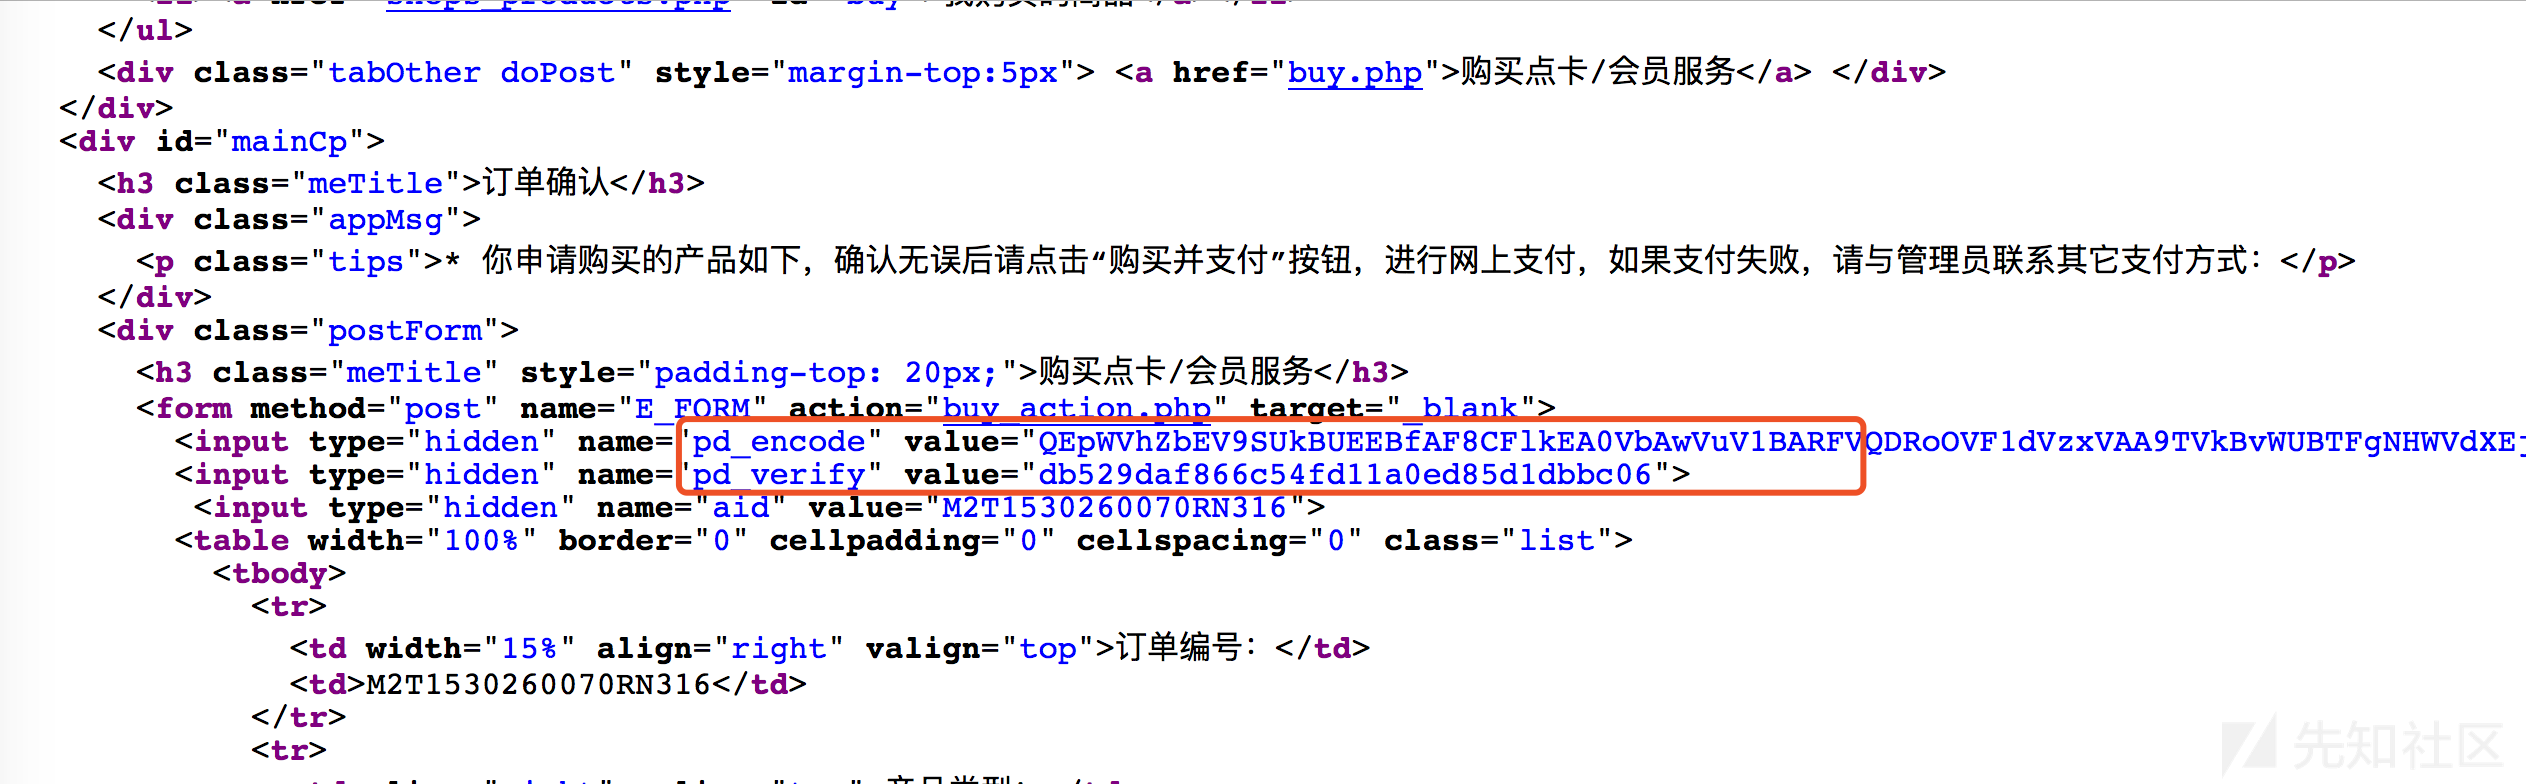 shops_products.php
</ul>
<div class="tabOther doPost" style="margin-top:5px"> <a href="buy.php">购买点卡/会员服务</a> </div>
</div>
<div id="mainCp">
<h3 class="meTitle">订单确认</h3>
<div class="appMsg">
<p class="tips">* 你申请购买的产品如下，确认无误后请点击“购买并支付”按钮，进行网上支付，如果支付失败，请与管理员联系其它支付方式：</p>
</div>
<div class="postForm">
<h3 class="meTitle" style="padding-top: 20px;">购买点卡/会员服务</h3>
<form method="post" name="E_FORM" action="buy_action.php" target="_blank">
<input type="hidden" name="pd_encode" value="QEpWVhZbEV9SUkBUEEBfAF8CFlkEA0VbAwVuV1BARFVQDRoOVF1dVzxVAA9TVkBvWUBTFgNHWVdXEj
<input type="hidden" name="pd_verify" value="db529daf866c54fd11a0ed85d1dbbc06">
<input type="hidden" name="aid" value="M2T1530260070RN316">
<table width="100%" border="0" cellpadding="0" cellspacing="0" class="list">
<tbody>
<tr>
<td width="15%" align="right" valign="top">订单编号：</td>
<td>M2T1530260070RN316</td>
</tr>
<tr>
先知社区